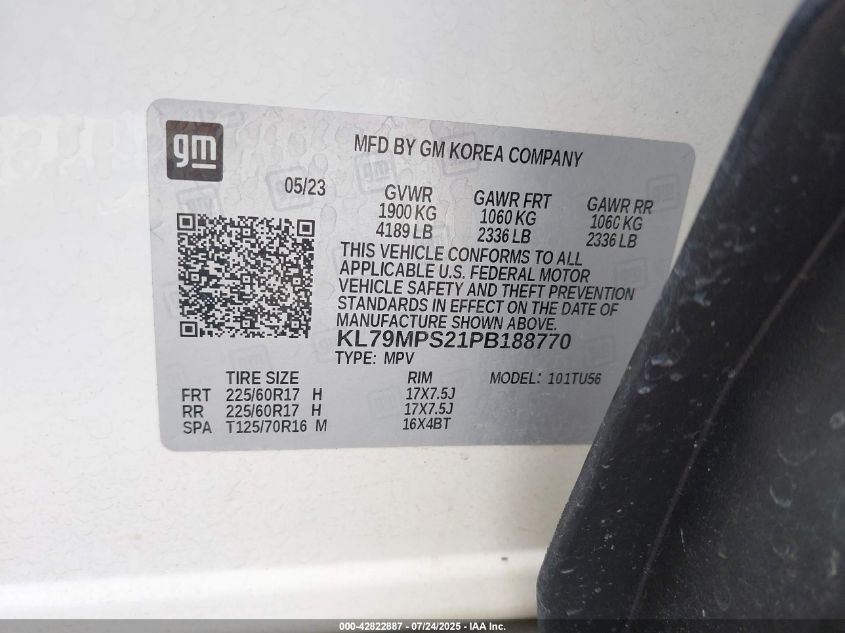 gm
MFD BY GM KOREA COMPANY
05/23
GVWR GAWR FRT GAWR RR
1900 KG 1060 KG 1060 KG
4189 LB 2336 LB 2336 LB
THIS VEHICLE CONFORMS TO ALL
APPLICABLE U.S. FEDERAL MOTOR
VEHICLE SAFETY AND THEFT PREVENTION
STANDARDS IN EFFECT ON THE DATE OF
MANUFACTURE SHOWN ABOVE.
KL79MPS21PB188770
TYPE: MPV
TIRE SIZE RIM MODEL: 101TU56
FRT 225/60R17 H 17X7.5J
RR 225/60R17 H 17X7.5J
SPA T125/70R16 M 16X4BT
000-42822887 - 07/24/2025 - IAA Inc.